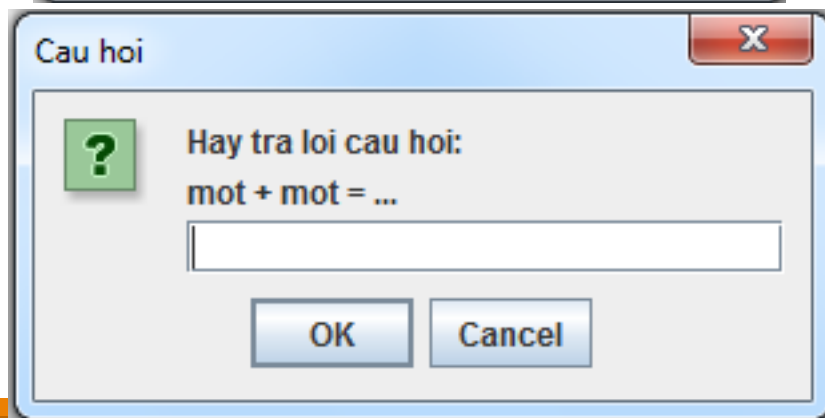 Cau hoi
Hay tra loi cau hoi:
mot + mot = ...
OK
Cancel